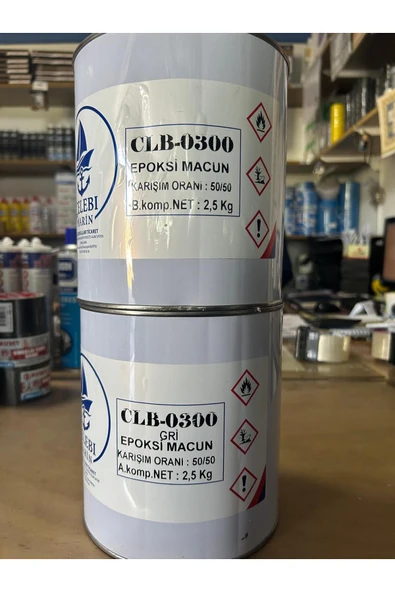 CLB-0300
EPOKSİ MACUN
KARIŞIM ORANI : 50/50
B.komp.NET : 2,5 Kg
CLB-0300
GRİ
EPOKSİ MACUN
KARIŞIM ORANI : 50/50
A.komp.NET : 2,5 Kg